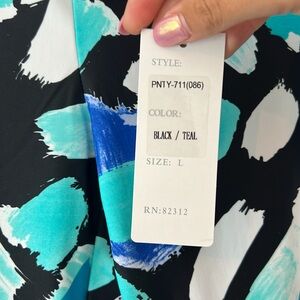 STYLE:
PNTY-711(086)
COLOR:
BLACK / TEAL
SIZE: L
RN:82312